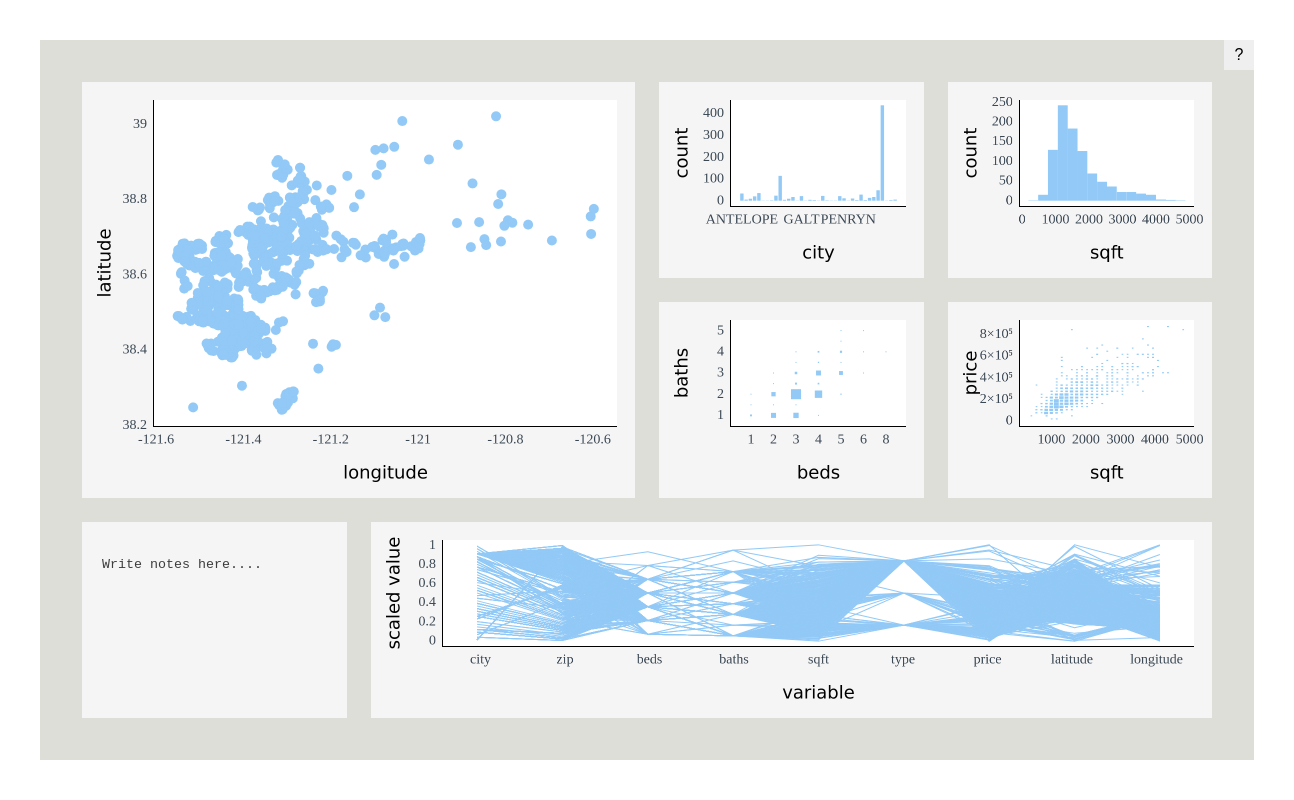 ?
39
38.8
38.6
38.4
38.2
latitude
-121.6 -121.4 -121.2 -121 -120.8 -120.6
longitude
400
300
200
100
0
count
ANTELOPE GALT PENRYN
city
250
200
150
100
50
0
count
0 1000 2000 3000 4000 5000
sqft
5
4
3
2
1
baths
1 2 3 4 5 6 8
beds
8×10⁵
6×10⁵
4×10⁵
2×10⁵
0
price
1000 2000 3000 4000 5000
sqft
Write notes here....
1
0.8
0.6
0.4
0.2
0
scaled value
city zip beds baths sqft type price latitude longitude
variable